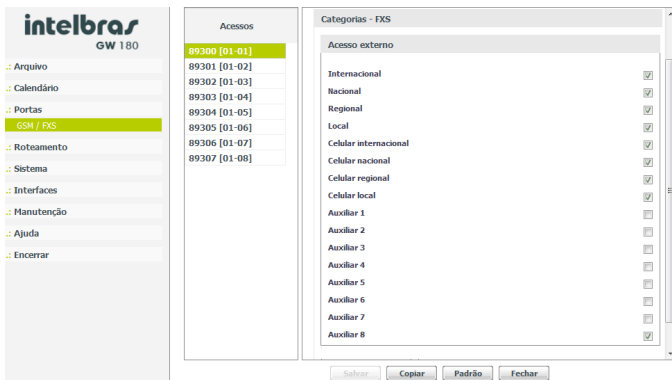 intelbras
GW 180
.: Arquivo
.: Calendário
.: Portas
GSM / FXS
.: Roteamento
.: Sistema
.: Interfaces
.: Manutenção
.: Ajuda
.: Encerrar
Acessos
89300 [01-01]
89301 [01-02]
89302 [01-03]
89303 [01-04]
89304 [01-05]
89305 [01-06]
89306 [01-07]
89307 [01-08]
Categorias - FXS
Acesso externo
Internacional
Nacional
Regional
Local
Celular internacional
Celular nacional
Celular regional
Celular local
Auxiliar 1
Auxiliar 2
Auxiliar 3
Auxiliar 4
Auxiliar 5
Auxiliar 6
Auxiliar 7
Auxiliar 8
Salvar
Copiar
Padrão
Fechar